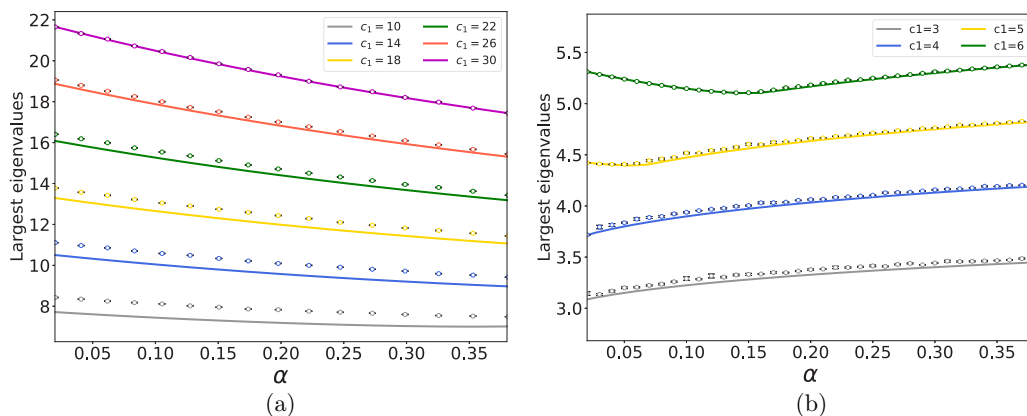 Largest eigenvalues
22
20
18
16
14
12
10
8
0.05 0.10 0.15 0.20 0.25 0.30 0.35
α
c₁ = 10 c₁ = 22
c₁ = 14 c₁ = 26
c₁ = 18 c₁ = 30
(a)
Largest eigenvalues
5.5
5.0
4.5
4.0
3.5
3.0
0.05 0.10 0.15 0.20 0.25 0.30 0.35
α
c1=3 c1=5
c1=4 c1=6
(b)